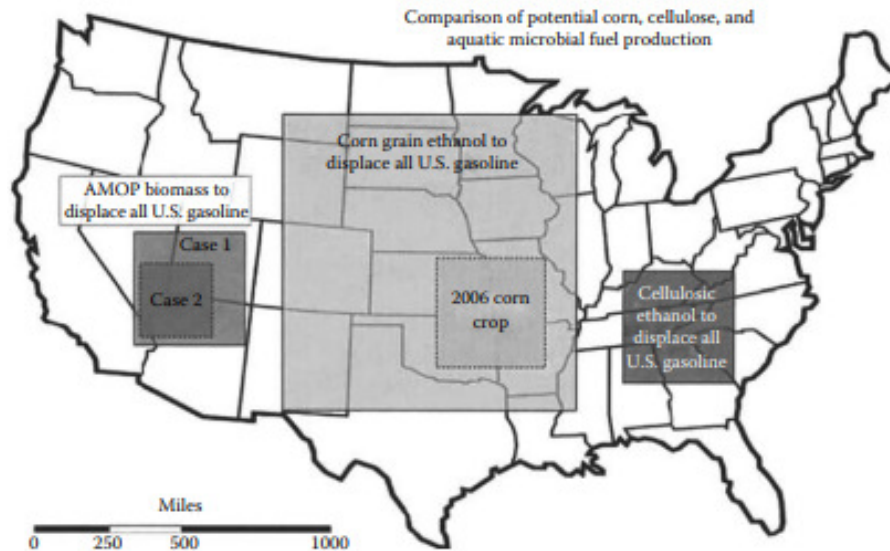 Comparison of potential corn, cellulose, and
aquatic microbial fuel production
Corn grain ethanol to
displace all U.S. gasoline
AMOP biomass to
displace all U.S. gasoline
Case 1
Case 2
2006 corn
crop
Cellulosic
ethanol to
displace all
U.S. gasoline
Miles
0 250 500 1000